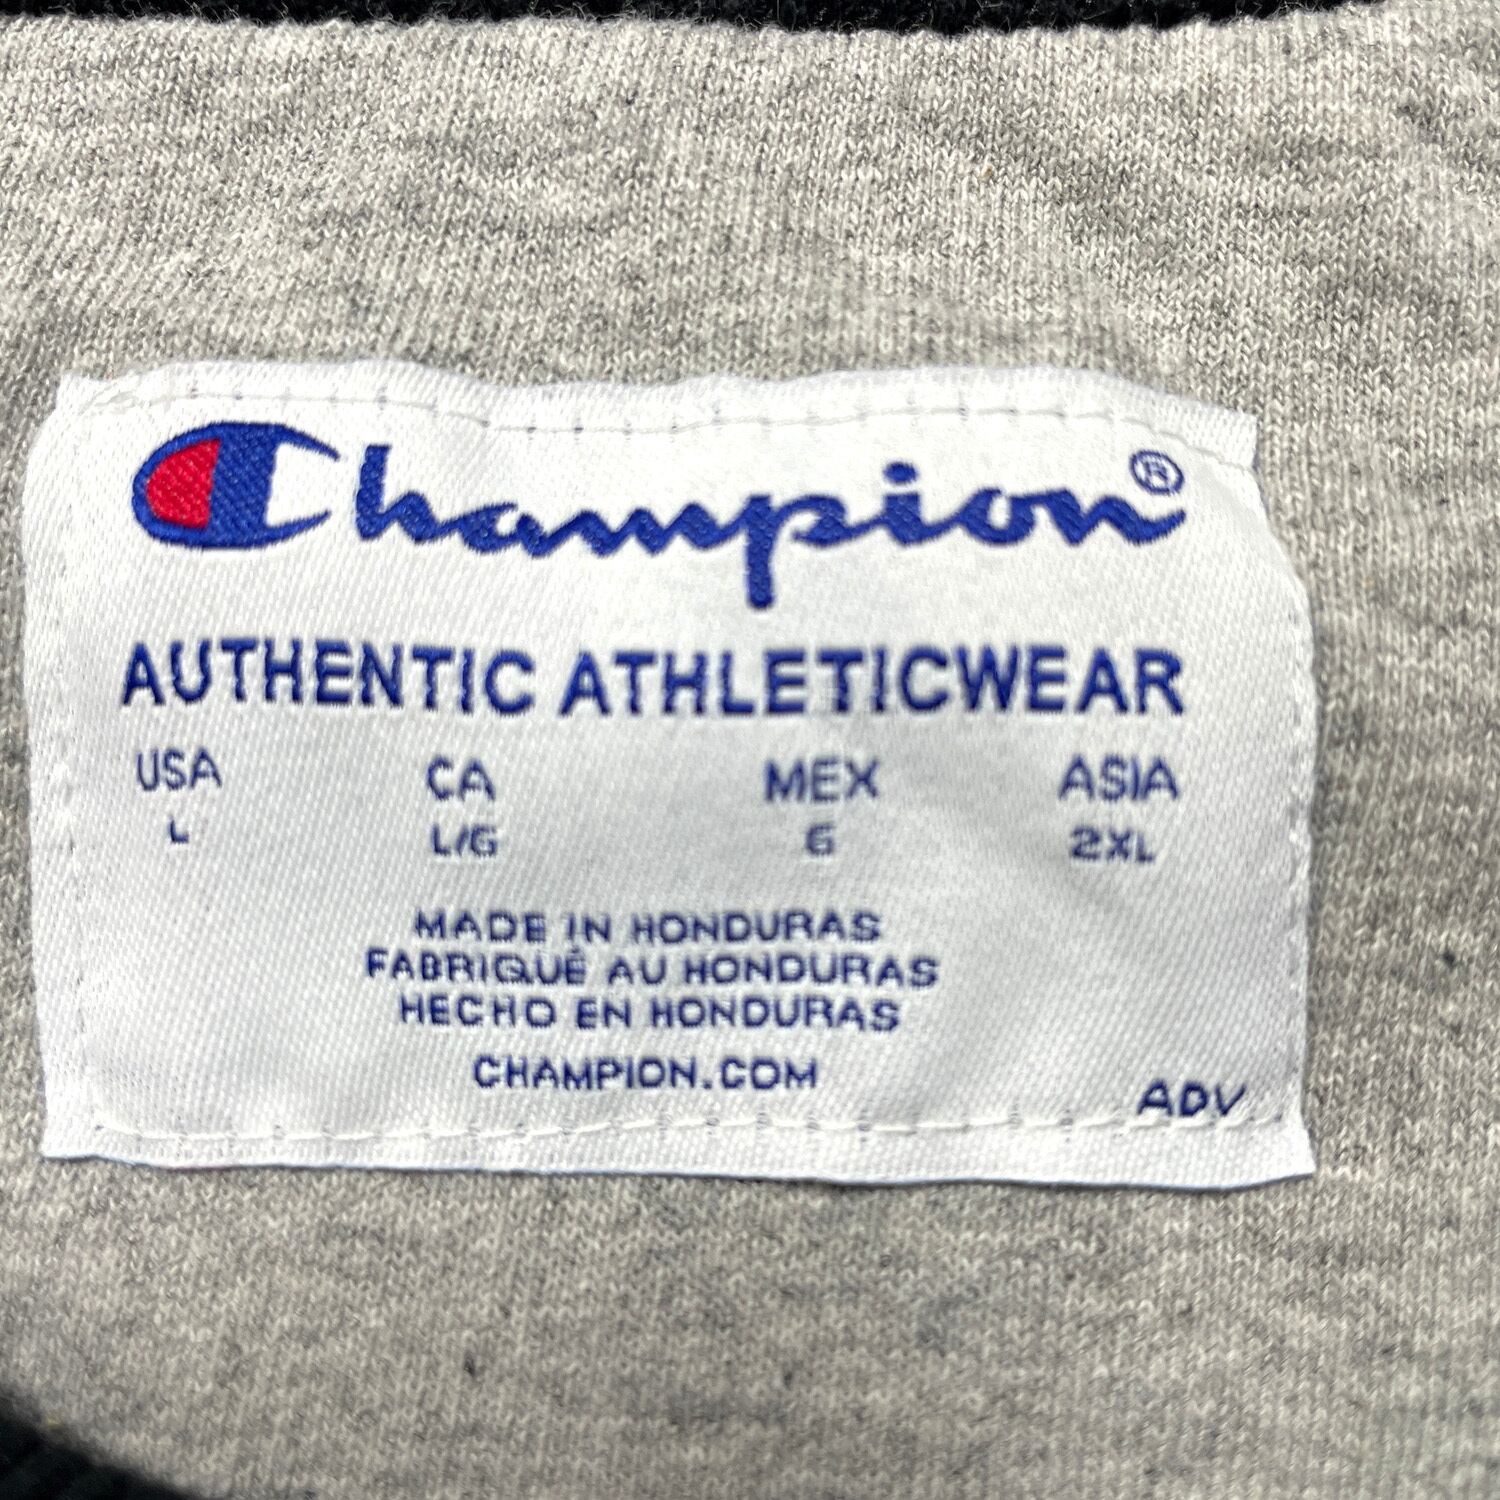 Champion®
AUTHENTIC ATHLETICWEAR
USA CA MEX ASIA
L L/G G 2XL
MADE IN HONDURAS
FABRIQUÉ AU HONDURAS
HECHO EN HONDURAS
CHAMPION.COM
ADV